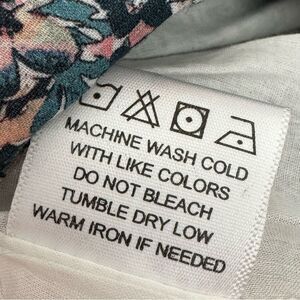 MACHINE WASH COLD
WITH LIKE COLORS
DO NOT BLEACH
TUMBLE DRY LOW
WARM IRON IF NEEDED